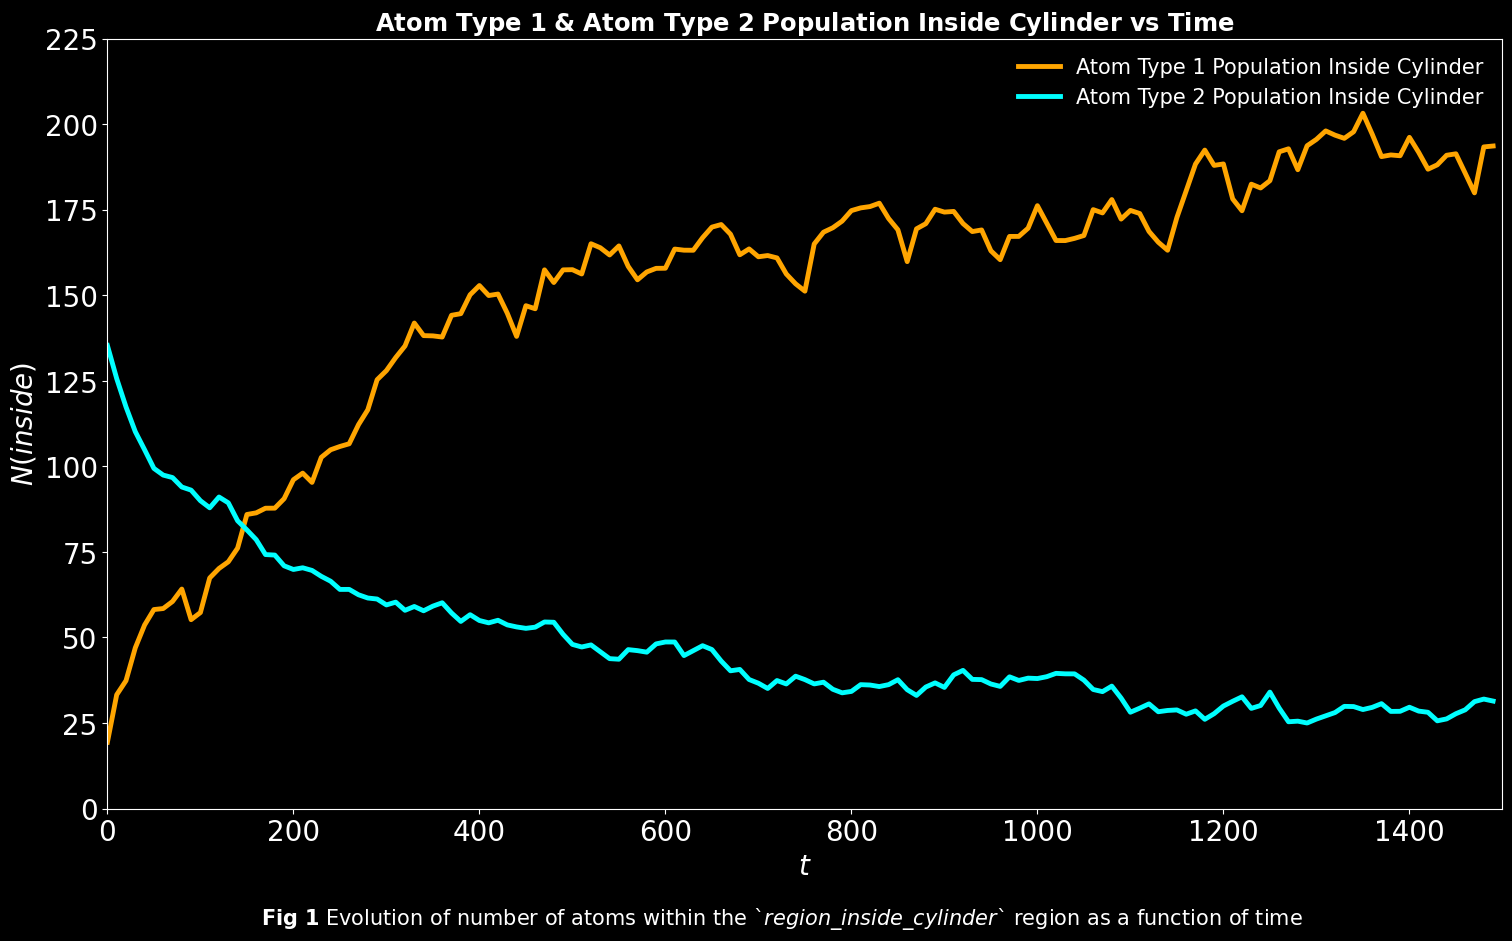 Atom Type 1 & Atom Type 2 Population Inside Cylinder vs Time
225
200
175
150
125
100
75
50
25
0
N(inside)
Atom Type 1 Population Inside Cylinder
Atom Type 2 Population Inside Cylinder
0 200 400 600 800 1000 1200 1400
t
Fig 1 Evolution of number of atoms within the `region_inside_cylinder` region as a function of time